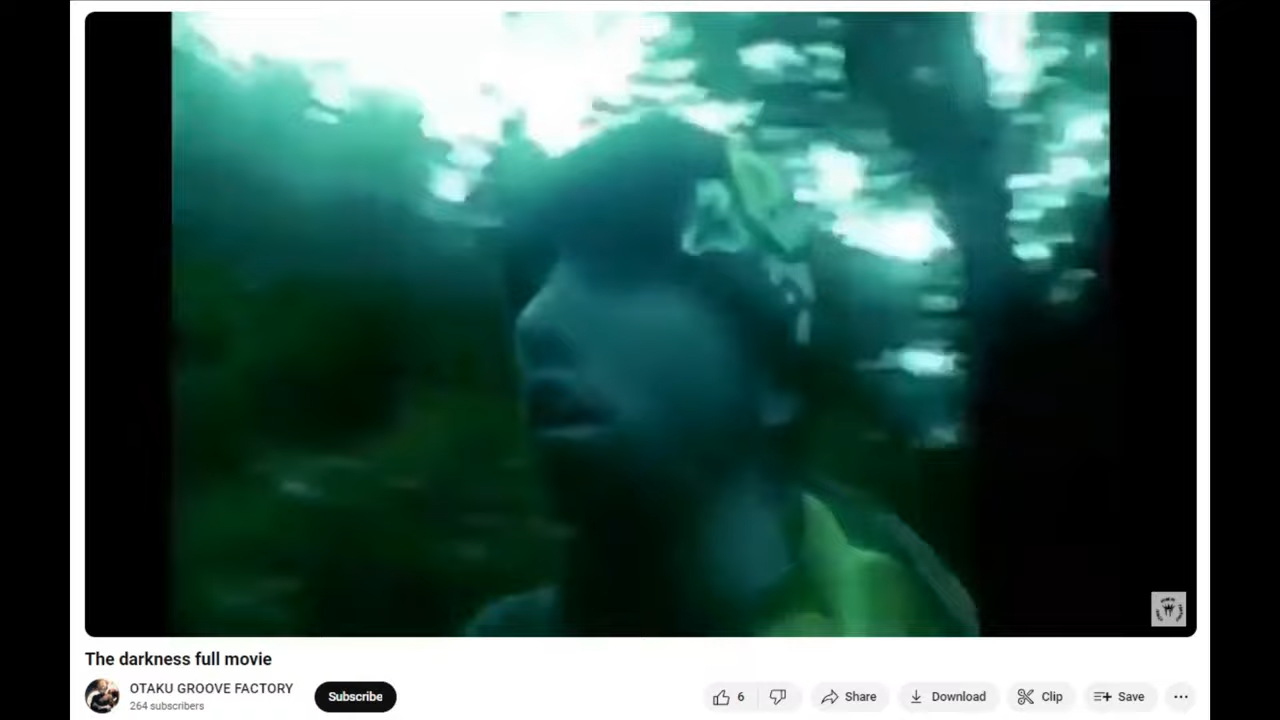 The darkness full movie
OTAKU GROOVE FACTORY
264 subscribers
Subscribe
6
Share
Download
Clip
Save